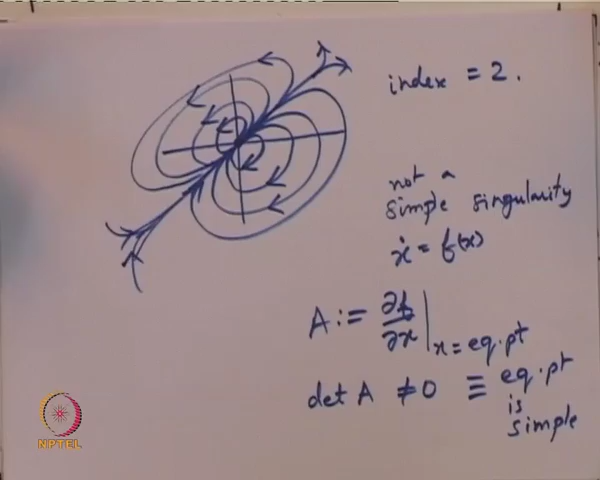 index = 2.
not a
simple singularity
ẋ = f(x)
A := ∂f/∂x |x = eq.pt
det A ≠ 0 ≡ eq.pt
is
simple
NPTEL